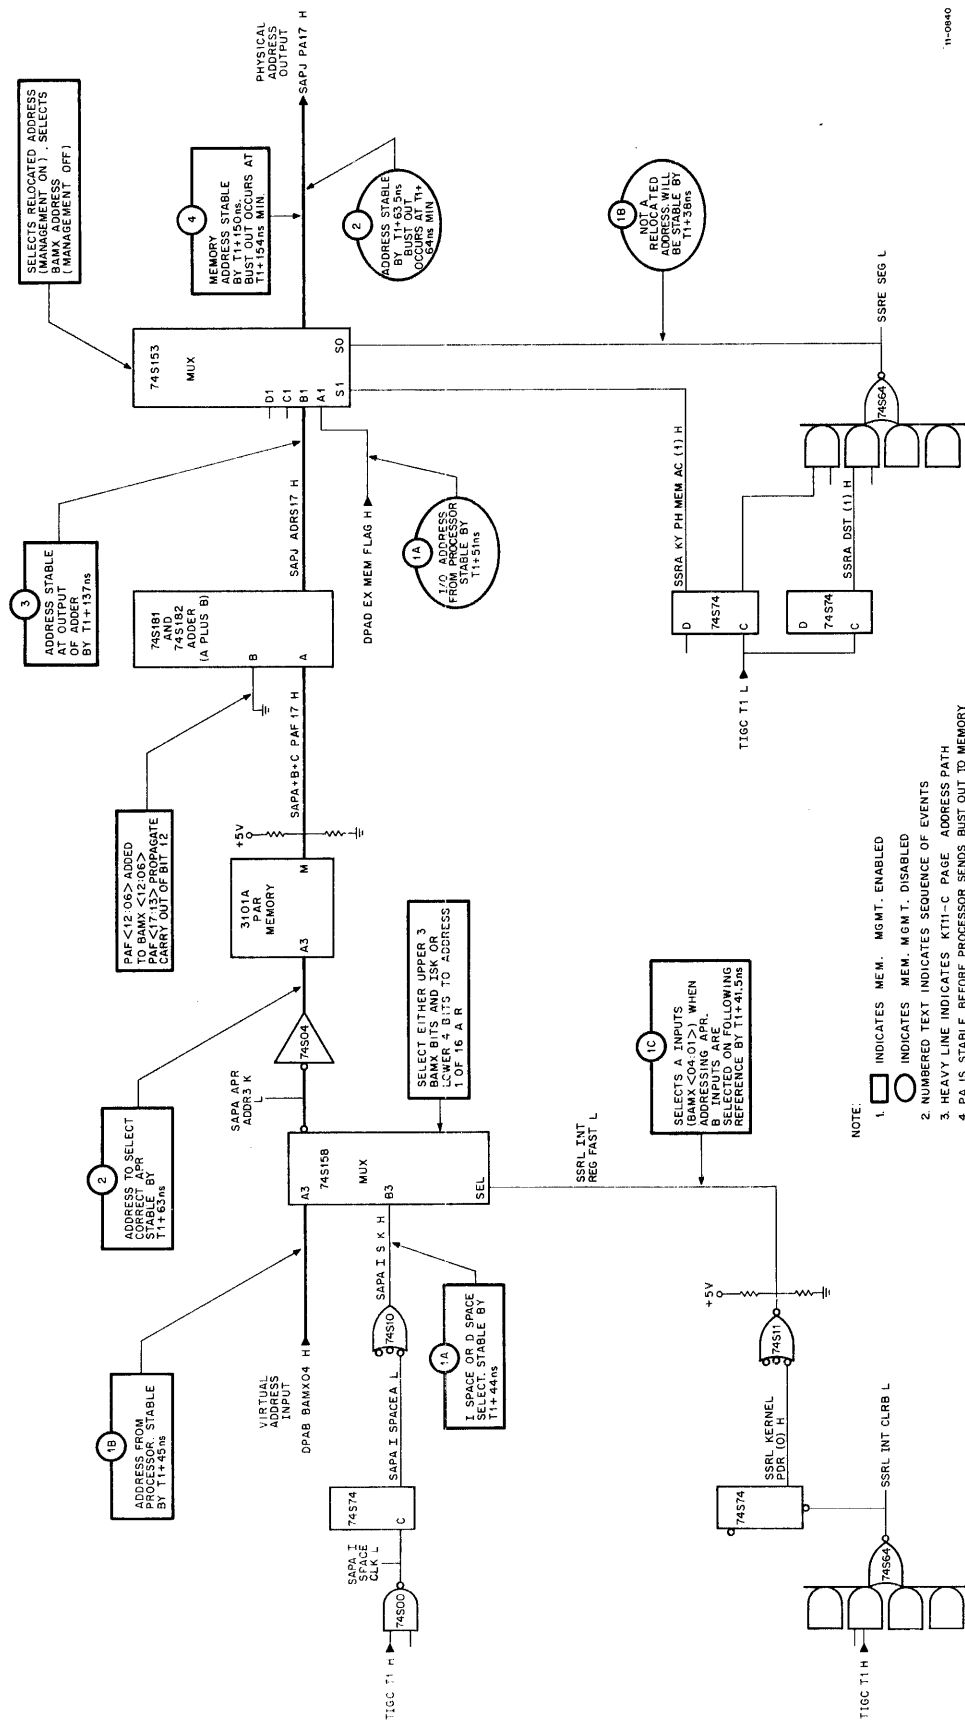 SELECTS RELOCATED ADDRESS
(MANAGEMENT ON). SELECTS
BAMX ADDRESS
(MANAGEMENT OFF)
PHYSICAL
ADDRESS
OUTPUT
SAPJ PA17 H
4
MEMORY
ADDRESS STABLE
BY T1+150ns.
BUST OUT OCCURS AT
T1+154ns MIN.
2
ADDRESS STABLE
BY T1+63.5ns
BUST OUT
OCCURS AT T1+
64ns MIN
1B
NOT A
RELOCATED
ADDRESS. WILL
BE STABLE BY
T1+38ns
74S153
MUX
D1
C1
B1
A1
S1
S0
SSRE SEG L
74S64
3
ADDRESS STABLE
AT OUTPUT
OF ADDER
BY T1+137ns
SAPJ ADRS17 H
DPAD EX MEM FLAG H
1A
I/O ADDRESS
FROM PROCESSOR
STABLE BY
T1+51ns
SSRA KY PH MEM AC (1) H
SSRA DST (1) H
74S181
AND
74S182
ADDER
(A PLUS B)
B
A
D
74S74
C
D
74S74
C
TIGC T1 L
PAF<12:06> ADDED
TO BAMX <12:06>
PAF<17:13> PROPAGATE
CARRY OUT OF BIT 12
SAPA+B+C PAF 17 H
+5V
3101A
PAR
MEMORY
A3
M
2
ADDRESS TO SELECT
CORRECT APR
STABLE BY
T1+63ns
74S04
SAPA APR
ADDR3 K
L
SELECT EITHER UPPER 3
BAMX BITS AND ISK OR
LOWER 4 BITS TO ADDRESS
1 OF 16 A R
74S158
MUX
A3
B3
SEL
SSRL INT
REG FAST L
1C
SELECTS A INPUTS
(BAMX <04:01>) WHEN
ADDRESSING APR.
B INPUTS ARE
SELECTED ON FOLLOWING
REFERENCE BY T1+41.5ns
1B
ADDRESS FROM
PROCESSOR. STABLE
BY T1+45ns
VIRTUAL
ADDRESS
INPUT
DPAB BAMX04 H
SAPA I S K H
74S10
1A
I SPACE OR D SPACE
SELECT. STABLE BY
T1+44ns
SAPA I SPACEA L
74S74
C
SAPA I
SPACE
CLK L
74S00
TIGC T1 H
+5V
74S11
SSRL KERNEL
PDR (0) H
74S74
SSRL INT CLRB L
74S64
TIGC T1 H
NOTE:
1. INDICATES MEM. MGMT. ENABLED
INDICATES MEM. MGMT. DISABLED
2. NUMBERED TEXT INDICATES SEQUENCE OF EVENTS
3. HEAVY LINE INDICATES KT11-C PAGE ADDRESS PATH
4. PA IS STABLE BEFORE PROCESSOR SENDS BUST OUT TO MEMORY
11-0840